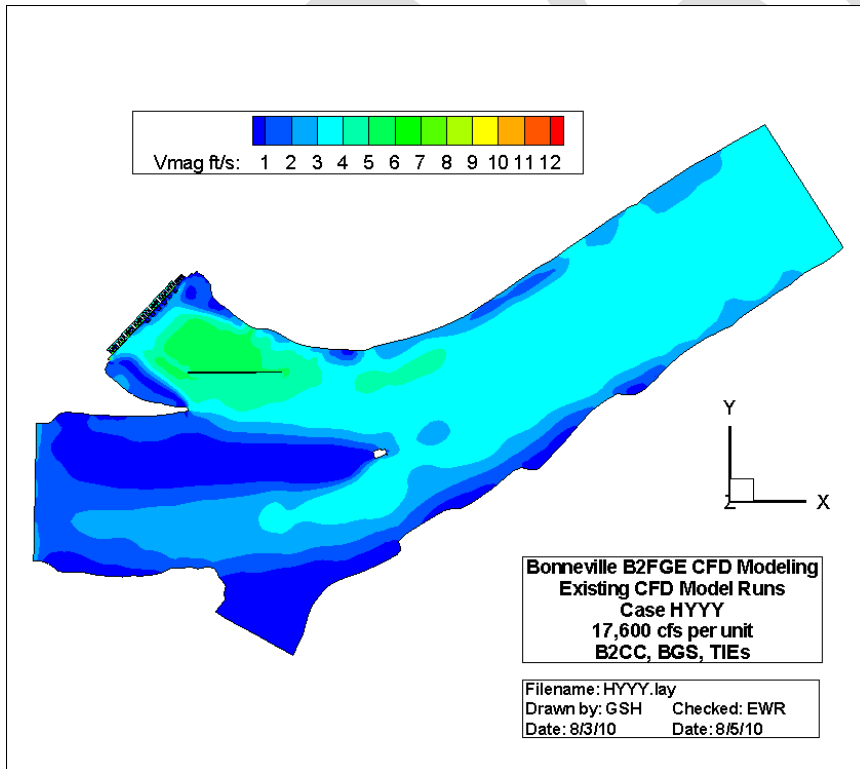 Vmag ft/s: 1 2 3 4 5 6 7 8 9 10 11 12
Y
Z X
Bonneville B2FGE CFD Modeling
Existing CFD Model Runs
Case HYYY
17,600 cfs per unit
B2CC, BGS, TIEs
Filename: HYYY.lay
Drawn by: GSH Checked: EWR
Date: 8/3/10 Date: 8/5/10